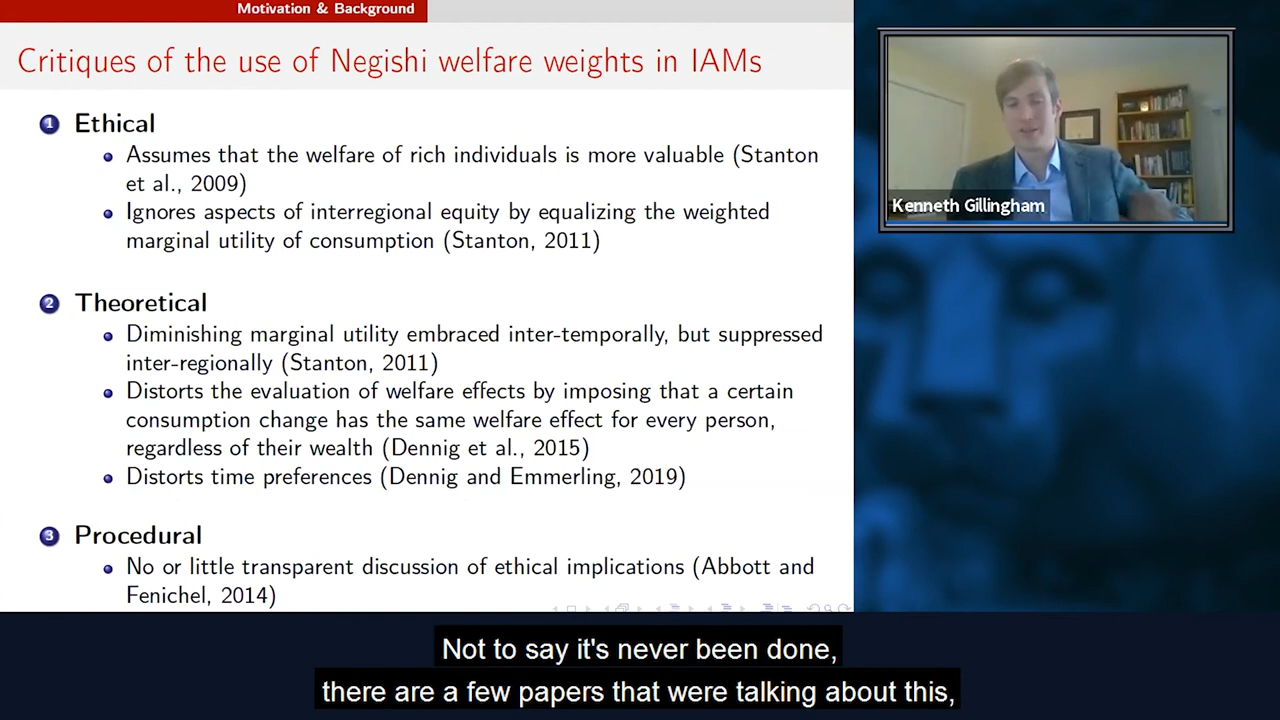 Motivation & Background
Critiques of the use of Negishi welfare weights in IAMs
1 Ethical
Assumes that the welfare of rich individuals is more valuable (Stanton
et al., 2009)
Ignores aspects of interregional equity by equalizing the weighted
marginal utility of consumption (Stanton, 2011)
2 Theoretical
Diminishing marginal utility embraced inter-temporally, but suppressed
inter-regionally (Stanton, 2011)
Distorts the evaluation of welfare effects by imposing that a certain
consumption change has the same welfare effect for every person,
regardless of their wealth (Dennig et al., 2015)
Distorts time preferences (Dennig and Emmerling, 2019)
3 Procedural
No or little transparent discussion of ethical implications (Abbott and
Fenichel, 2014)
Kenneth Gillingham
Not to say it's never been done,
there are a few papers that were talking about this,